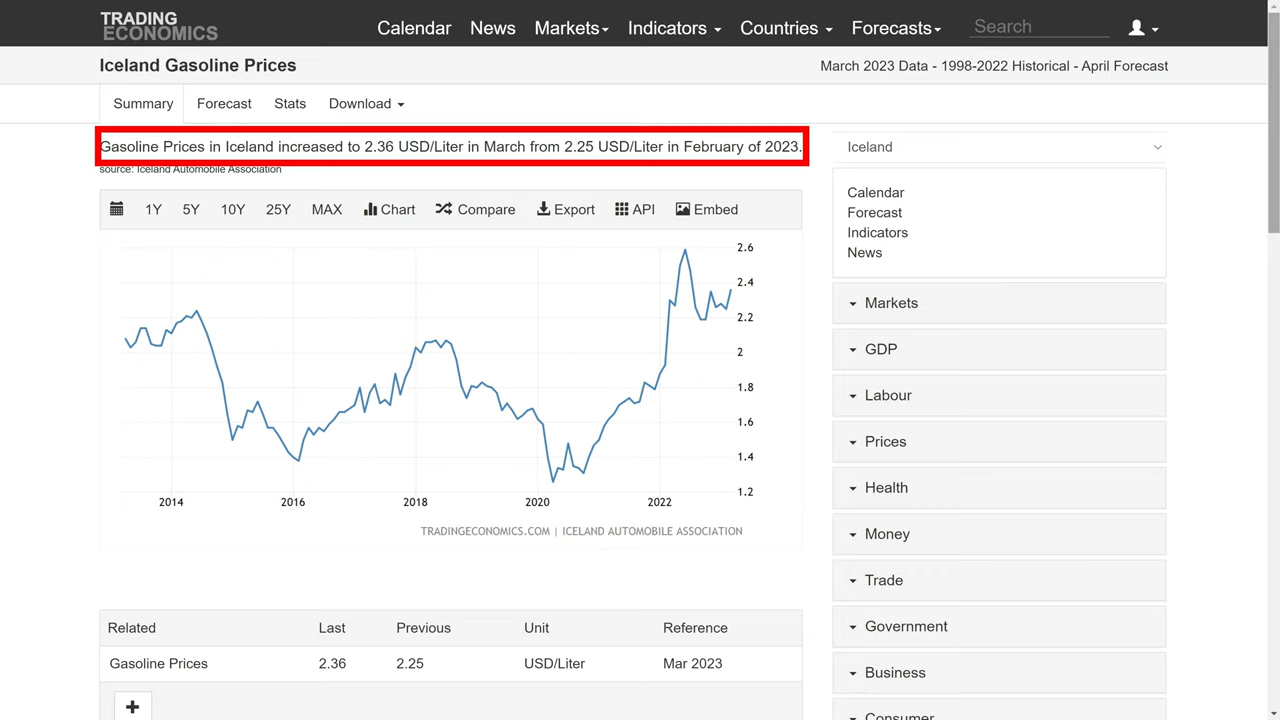 TRADING
ECONOMICS
Calendar News Markets Indicators Countries Forecasts Search
Iceland Gasoline Prices
March 2023 Data - 1998-2022 Historical - April Forecast
Summary Forecast Stats Download
Gasoline Prices in Iceland increased to 2.36 USD/Liter in March from 2.25 USD/Liter in February of 2023.
source: Iceland Automobile Association
1Y 5Y 10Y 25Y MAX Chart Compare Export API Embed
2.6
2.4
2.2
2
1.8
1.6
1.4
1.2
2014 2016 2018 2020 2022
TRADINGECONOMICS.COM | ICELAND AUTOMOBILE ASSOCIATION
Related Last Previous Unit Reference
Gasoline Prices 2.36 2.25 USD/Liter Mar 2023
Iceland
Calendar
Forecast
Indicators
News
Markets
GDP
Labour
Prices
Health
Money
Trade
Government
Business
Consumer